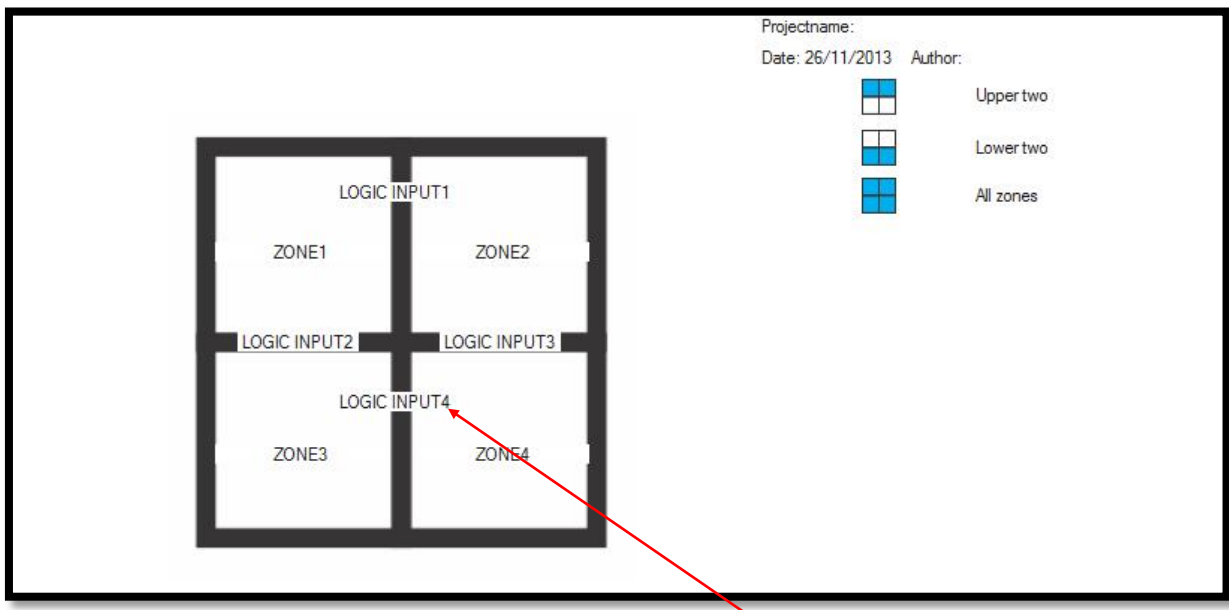 Projectname:
Date: 26/11/2013 Author:
Upper two
Lower two
All zones
LOGIC INPUT1
ZONE1 ZONE2
LOGIC INPUT2 LOGIC INPUT3
LOGIC INPUT4
ZONE3 ZONE4